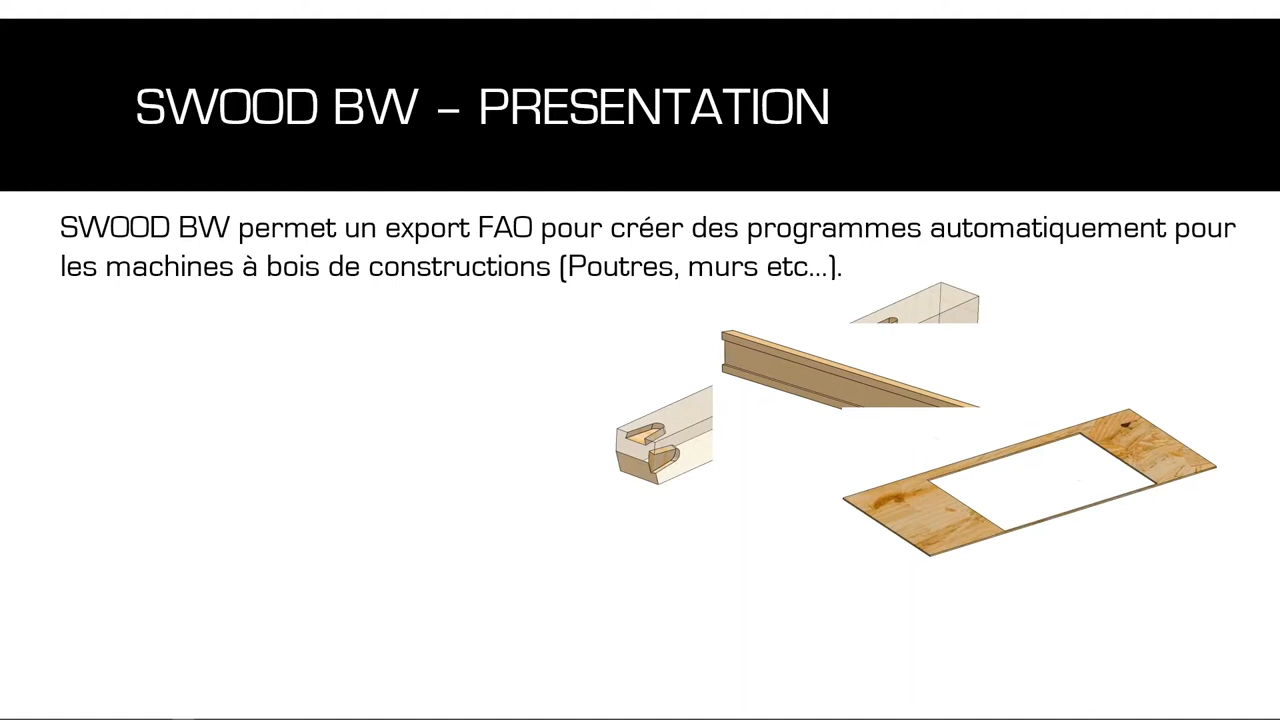 SWOOD BW – PRESENTATION
SWOOD BW permet un export FAO pour créer des programmes automatiquement pour
les machines à bois de constructions (Poutres, murs etc...).